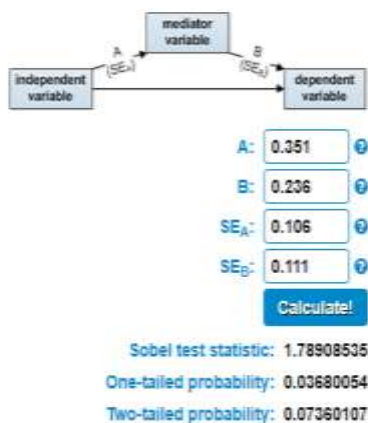 mediator
variable
A
(SEA)
B
(SEB)
independent
variable
dependent
variable
A: 0.351 ?
B: 0.236 ?
SEA: 0.106 ?
SEB: 0.111 ?
Calculate!
Sobel test statistic: 1.78908535
One-tailed probability: 0.03680054
Two-tailed probability: 0.07360107